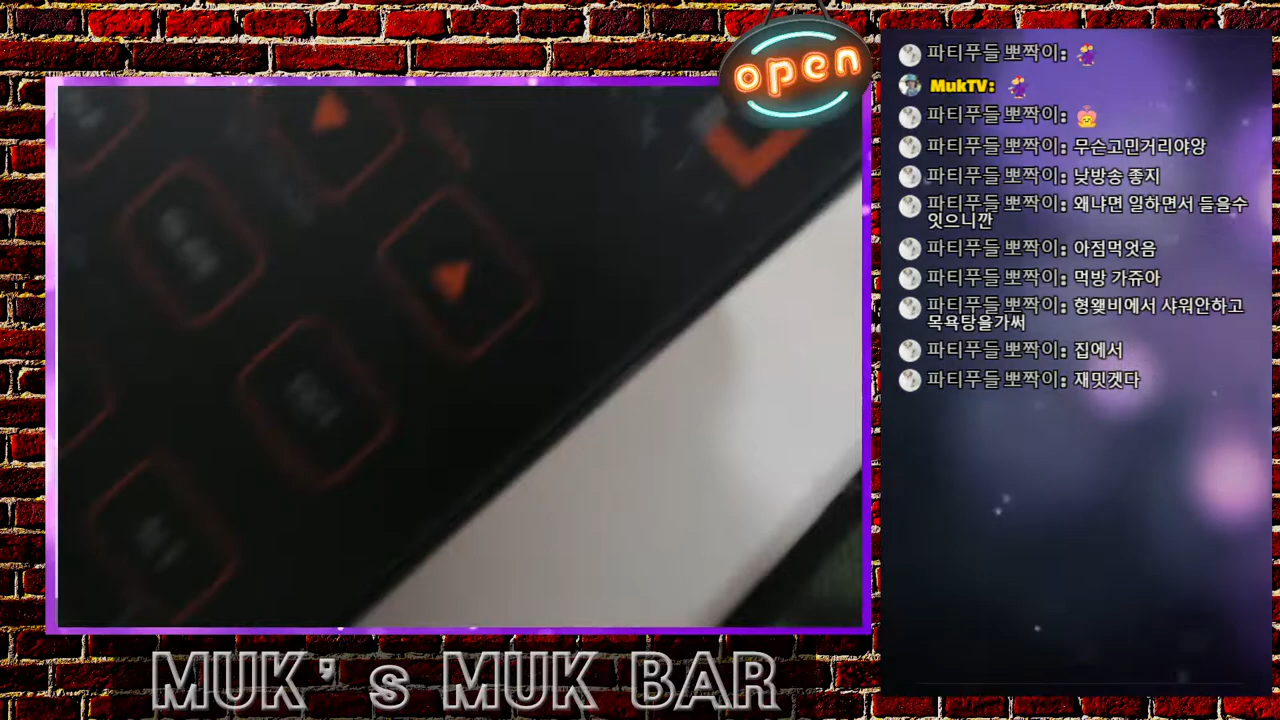 open
파티푸들뽀짝이:
MukTV:
파티푸들뽀짝이:
파티푸들뽀짝이: 무슨고민거리야앙
파티푸들뽀짝이: 낮방송 좋지
파티푸들뽀짝이: 왜냐면 일하면서 들을수
잇으니깐
파티푸들뽀짝이: 아점먹엇음
파티푸들뽀짝이: 먹방 가쥬아
파티푸들뽀짝이: 형웾비에서 샤워안하고
목욕탕을가써
파티푸들뽀짝이: 집에서
파티푸들뽀짝이: 재밋겟다
MUK's MUK BAR